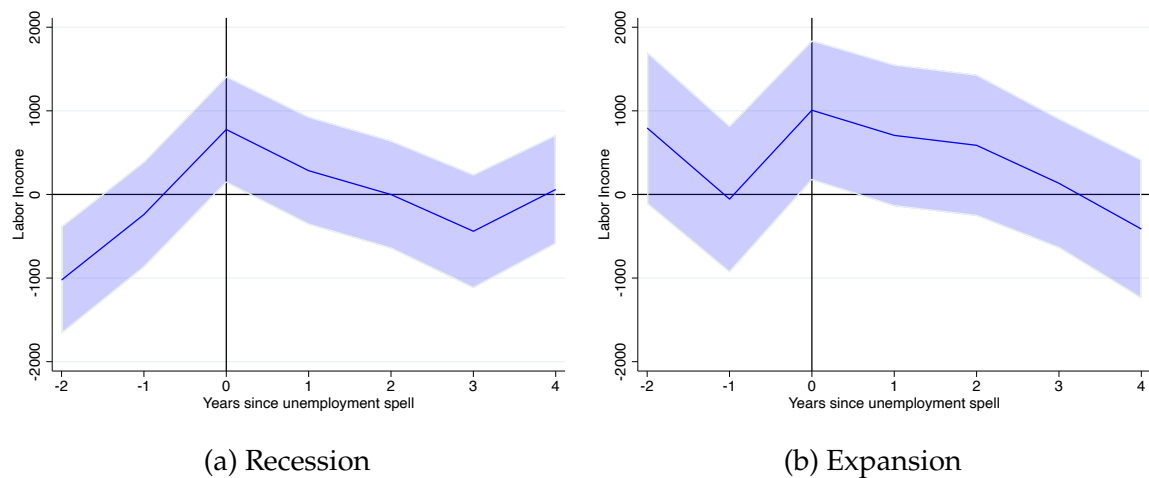 2000
1000
0
-1000
-2000
Labor Income
-2 -1 0 1 2 3 4
Years since unemployment spell
(a) Recession
2000
1000
0
-1000
-2000
Labor Income
-2 -1 0 1 2 3 4
Years since unemployment spell
(b) Expansion